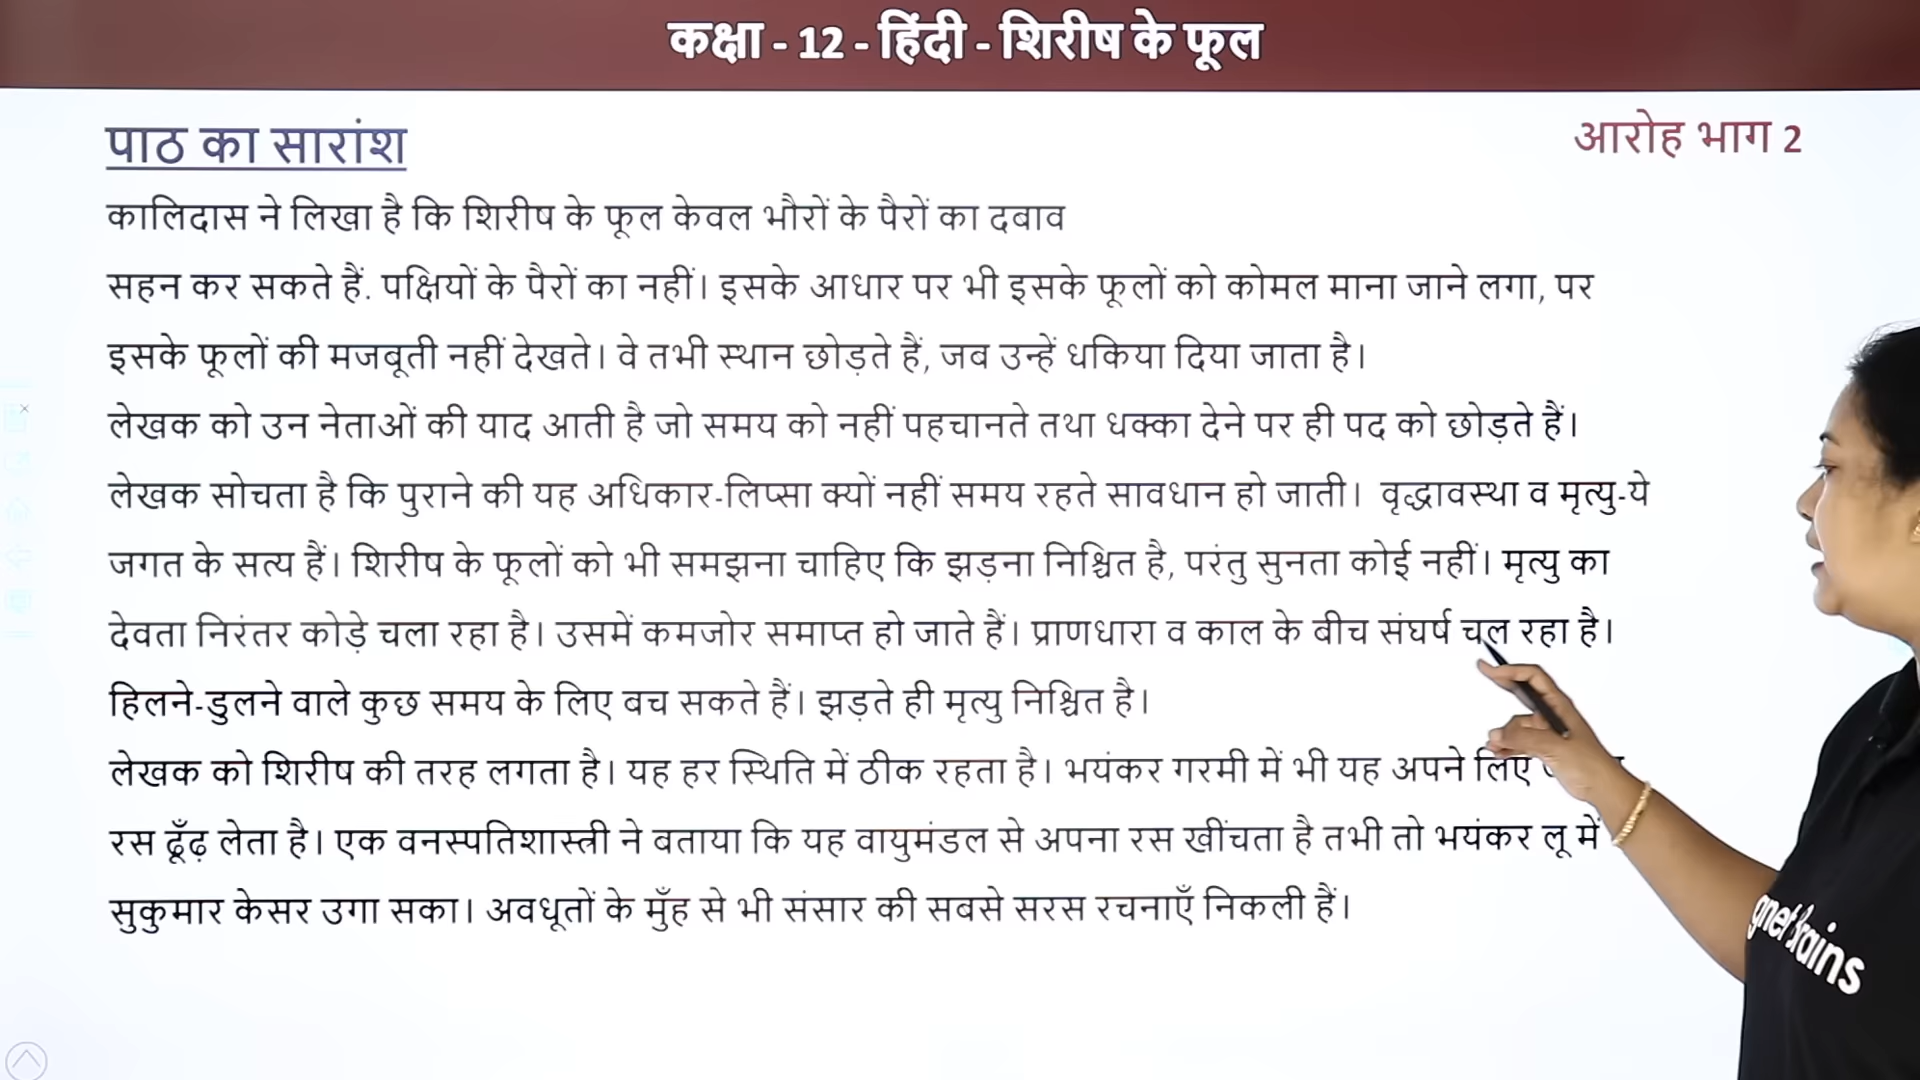 कक्षा - 12 - हिंदी - शिरीष के फूल
पाठ का सारांश
आरोह भाग 2
कालिदास ने लिखा है कि शिरीष के फूल केवल भौरों के पैरों का दबाव
सहन कर सकते हैं. पक्षियों के पैरों का नहीं। इसके आधार पर भी इसके फूलों को कोमल माना जाने लगा, पर
इसके फूलों की मजबूती नहीं देखते। वे तभी स्थान छोड़ते हैं, जब उन्हें धकिया दिया जाता है।
लेखक को उन नेताओं की याद आती है जो समय को नहीं पहचानते तथा धक्का देने पर ही पद को छोड़ते हैं।
लेखक सोचता है कि पुराने की यह अधिकार-लिप्सा क्यों नहीं समय रहते सावधान हो जाती। वृद्धावस्था व मृत्यु-ये
जगत के सत्य हैं। शिरीष के फूलों को भी समझना चाहिए कि झड़ना निश्चित है, परंतु सुनता कोई नहीं। मृत्यु का
देवता निरंतर कोड़े चला रहा है। उसमें कमजोर समाप्त हो जाते हैं। प्राणधारा व काल के बीच संघर्ष चल रहा है।
हिलने-डुलने वाले कुछ समय के लिए बच सकते हैं। झड़ते ही मृत्यु निश्चित है।
लेखक को शिरीष की तरह लगता है। यह हर स्थिति में ठीक रहता है। भयंकर गरमी में भी यह अपने लिए
रस ढूँढ़ लेता है। एक वनस्पतिशास्त्री ने बताया कि यह वायुमंडल से अपना रस खींचता है तभी तो भयंकर लू में
सुकुमार केसर उगा सका। अवधूतों के मुँह से भी संसार की सबसे सरस रचनाएँ निकली हैं।
gnet Brains